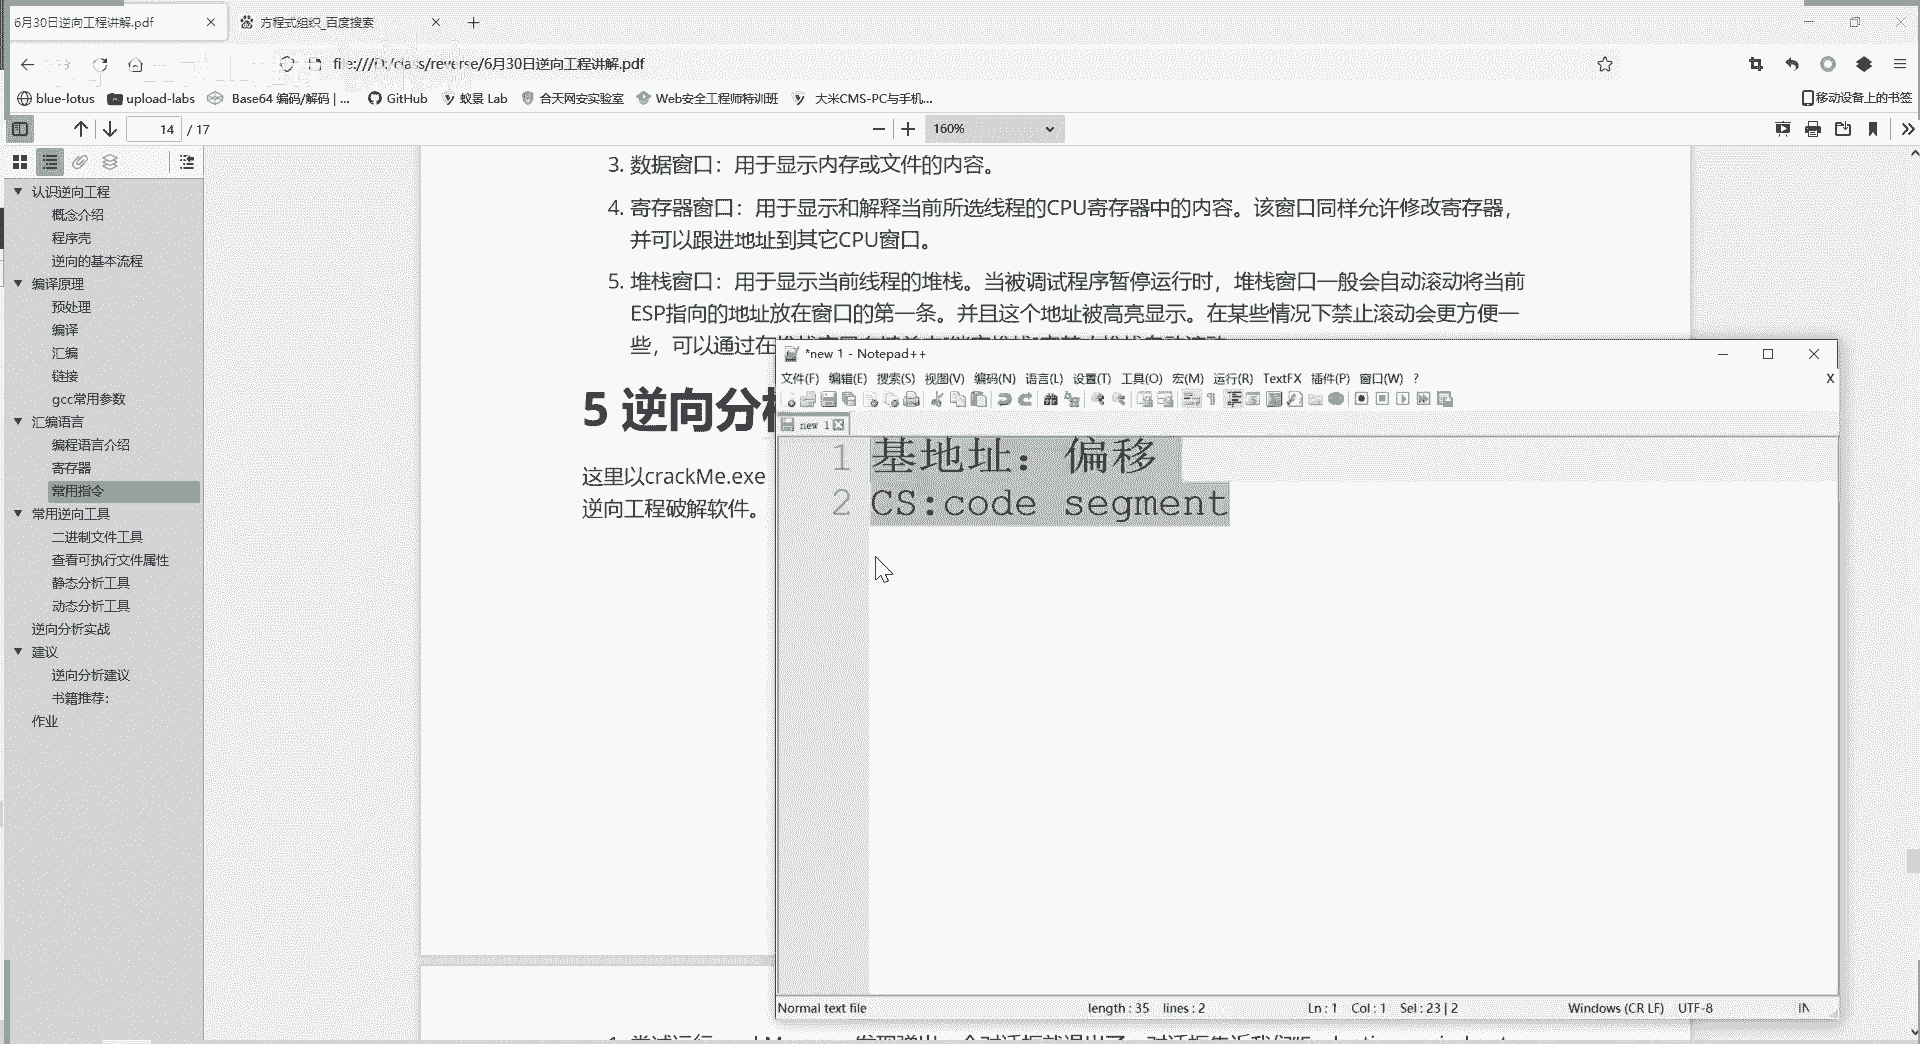 6月30日逆向工程讲解.pdf
方程式组织_百度搜索
file:///D:/class/reverse/6月30日逆向工程讲解.pdf
blue-lotus
upload-labs
Base64 编码/解码 | ...
GitHub
蚁景 Lab
合天网安实验室
Web安全工程师特训班
大米CMS-PC与手机...
移动设备上的书签
14 / 17
160%
认识逆向工程
概念介绍
程序壳
逆向的基本流程
编译原理
预处理
编译
汇编
链接
gcc常用参数
汇编语言
编程语言介绍
寄存器
常用指令
常用逆向工具
二进制文件工具
查看可执行文件属性
静态分析工具
动态分析工具
逆向分析实战
建议
逆向分析建议
书籍推荐：
作业
3. 数据窗口：用于显示内存或文件的内容。
4. 寄存器窗口：用于显示和解释当前所选线程的CPU寄存器中的内容。该窗口同样允许修改寄存器，
并可以跟进地址到其它CPU窗口。
5. 堆栈窗口：用于显示当前线程的堆栈。当被调试程序暂停运行时，堆栈窗口一般会自动滚动将当前
ESP指向的地址放在窗口的第一条。并且这个地址被高亮显示。在某些情况下禁止滚动会更方便一
些，可以通过在
5 逆向分析
这里以crackMe.exe
逆向工程破解软件。
*new 1 - Notepad++
文件(F) 编辑(E) 搜索(S) 视图(V) 编码(N) 语言(L) 设置(T) 工具(O) 宏(M) 运行(R) TextFX 插件(P) 窗口(W) ? X
new 1
1 基地址：偏移
2 CS:code segment
Normal text file length : 35 lines : 2 Ln : 1 Col : 1 Sel : 23 | 2 Windows (CR LF) UTF-8 IN